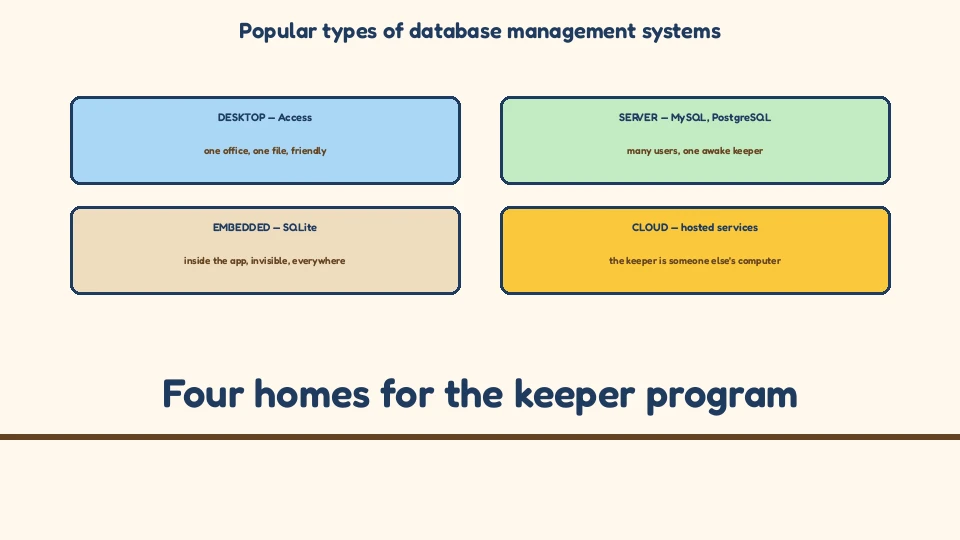 Popular types of database management systems
DESKTOP – Access
one office, one file, friendly
SERVER – MySQL, PostgreSQL
many users, one awake keeper
EMBEDDED – SQLite
inside the app, invisible, everywhere
CLOUD – hosted services
the keeper is someone else's computer
Four homes for the keeper program